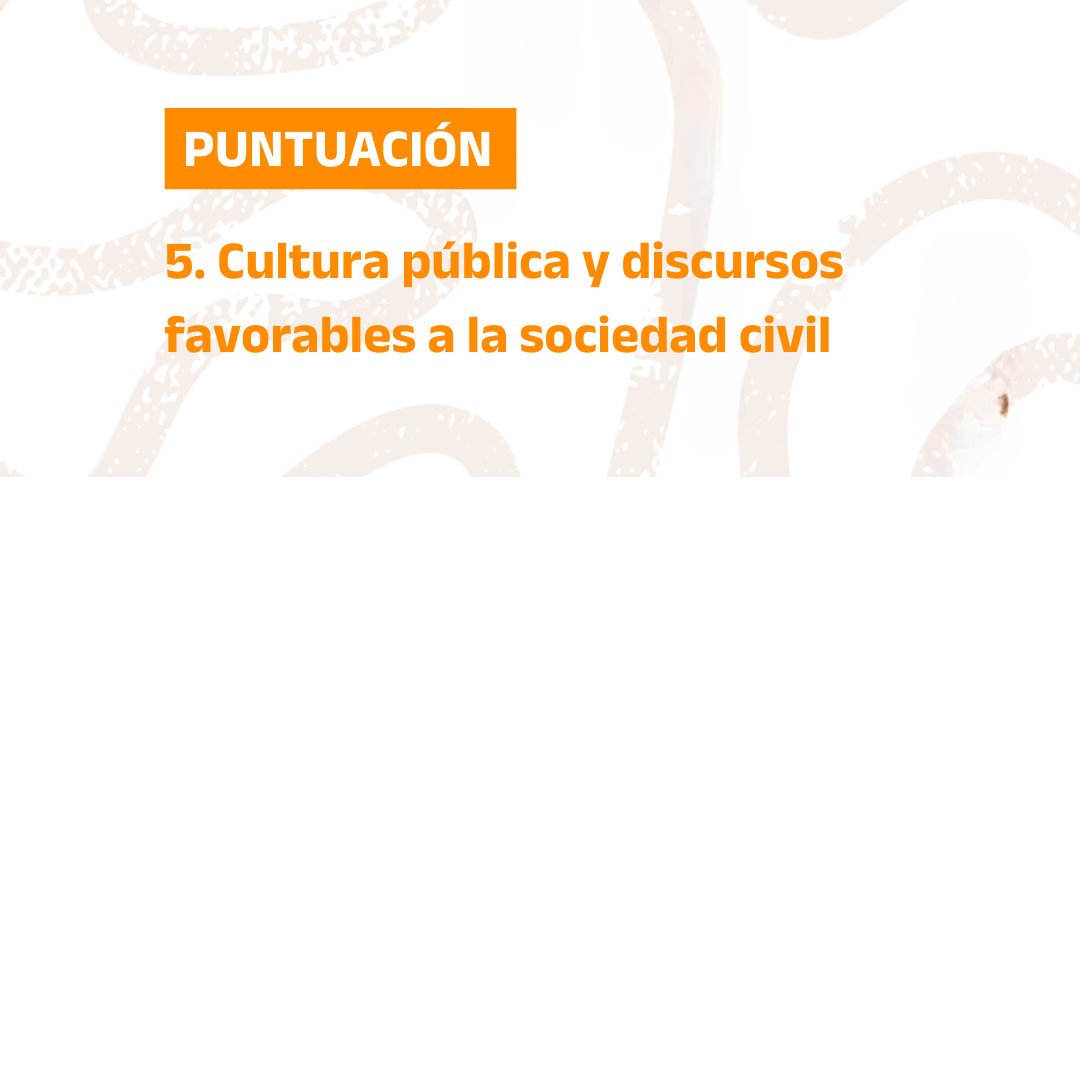 PUNTUACIÓN
5. Cultura pública y discursos
favorables a la sociedad civil